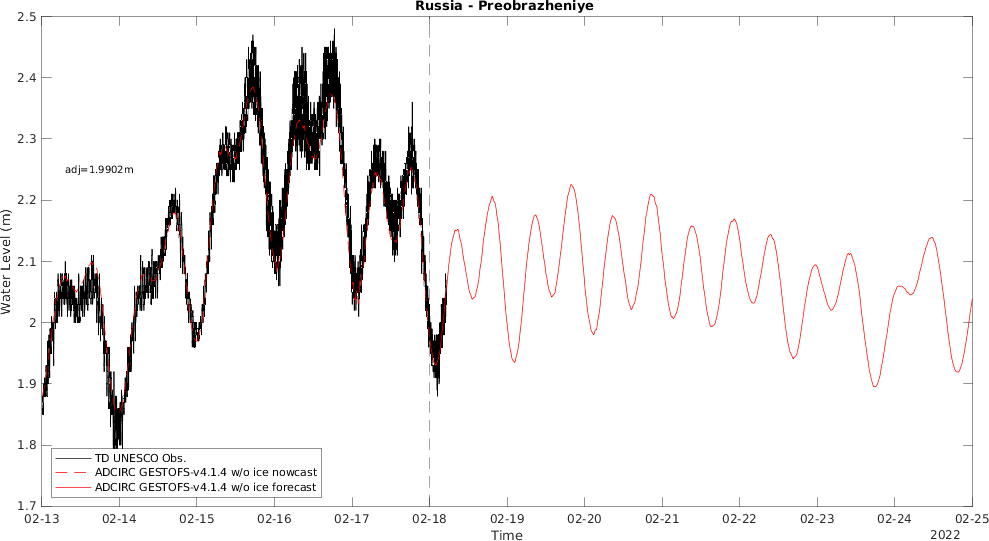 Russia - Preobrazheniye
2.5
2.4
2.3
2.2
2.1
2
1.9
1.8
1.7
Water Level (m)
adj=1.9902m
TD UNESCO Obs.
ADCIRC GESTOFS-v4.1.4 w/o ice nowcast
ADCIRC GESTOFS-v4.1.4 w/o ice forecast
02-13 02-14 02-15 02-16 02-17 02-18 02-19 02-20 02-21 02-22 02-23 02-24 02-25
Time
2022